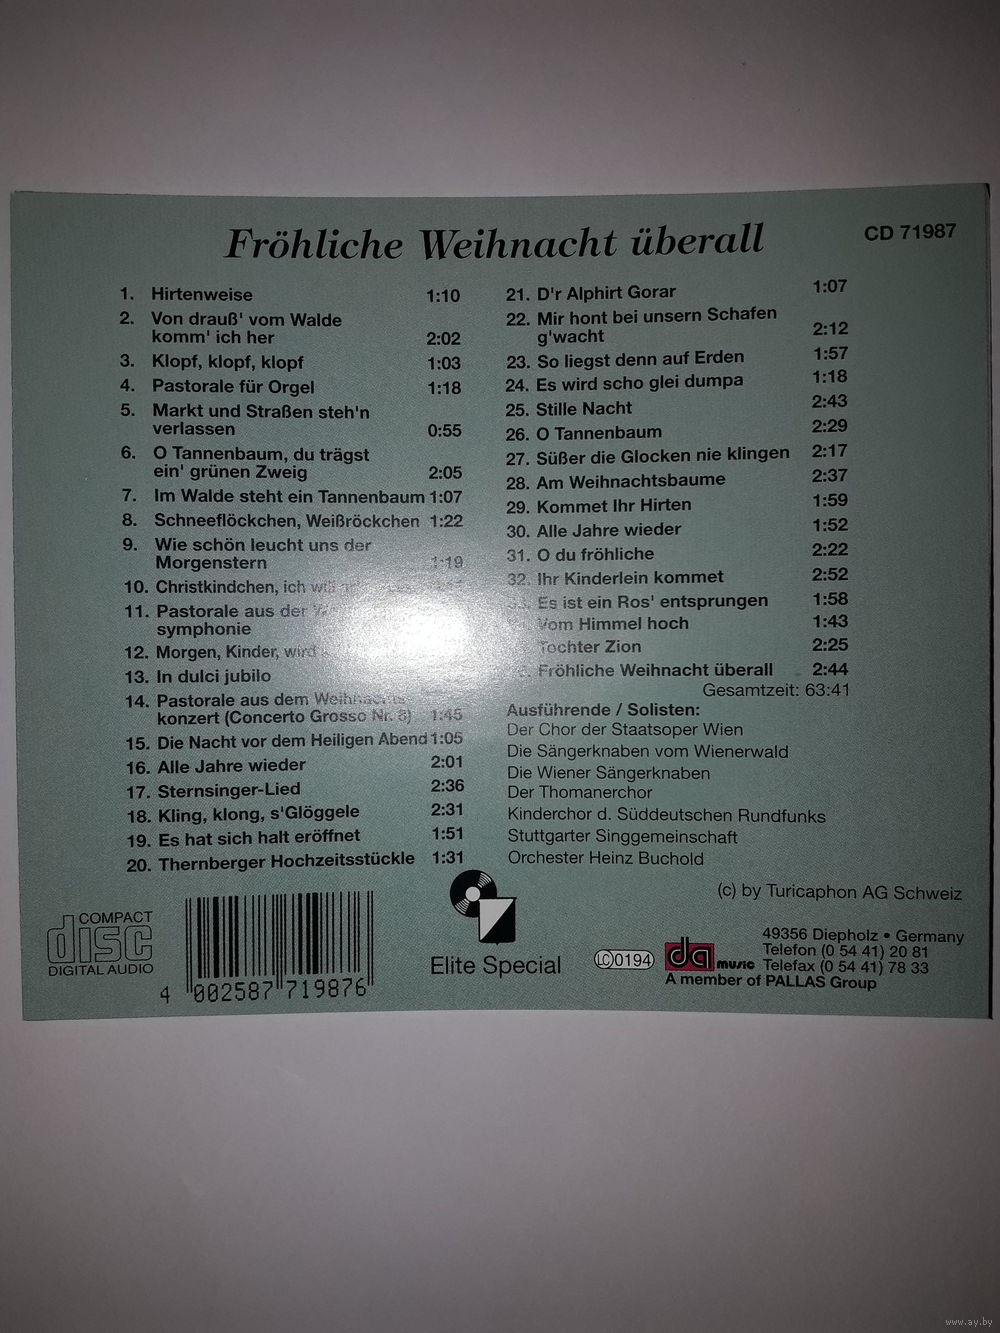 Fröhliche Weihnacht überall
CD 71987
1. Hirtenweise 1:10
2. Von drauß' vom Walde
komm' ich her 2:02
3. Klopf, klopf, klopf 1:03
4. Pastorale für Orgel 1:18
5. Markt und Straßen steh'n
verlassen 0:55
6. O Tannenbaum, du trägst
ein' grünen Zweig 2:05
7. Im Walde steht ein Tannenbaum 1:07
8. Schneeflöckchen, Weißröckchen 1:22
9. Wie schön leucht uns der
Morgenstern 1:19
10. Christkindchen, ich will
11. Pastorale aus der
symphonie
12. Morgen, Kinder, wird
13. In dulci jubilo
14. Pastorale aus dem Weihnachts-
konzert (Concerto Grosso Nr. 8) 1:45
15. Die Nacht vor dem Heiligen Abend 1:05
16. Alle Jahre wieder 2:01
17. Sternsinger-Lied 2:36
18. Kling, klong, s'Glöggele 2:31
19. Es hat sich halt eröffnet 1:51
20. Thernberger Hochzeitsstückle 1:31
21. D'r Alphirt Gorar 1:07
22. Mir hont bei unsern Schafen
g'wacht 2:12
23. So liegst denn auf Erden 1:57
24. Es wird scho glei dumpa 1:18
25. Stille Nacht 2:43
26. O Tannenbaum 2:29
27. Süßer die Glocken nie klingen 2:17
28. Am Weihnachtsbaume 2:37
29. Kommet Ihr Hirten 1:59
30. Alle Jahre wieder 1:52
31. O du fröhliche 2:22
32. Ihr Kinderlein kommet 2:52
Es ist ein Ros' entsprungen 1:58
Vom Himmel hoch 1:43
Tochter Zion 2:25
Fröhliche Weihnacht überall 2:44
Gesamtzeit: 63:41
Ausführende / Solisten:
Der Chor der Staatsoper Wien
Die Sängerknaben vom Wienerwald
Die Wiener Sängerknaben
Der Thomanerchor
Kinderchor d. Süddeutschen Rundfunks
Stuttgarter Singgemeinschaft
Orchester Heinz Buchold
(c) by Turicaphon AG Schweiz
COMPACT
disc
DIGITAL AUDIO
4 002587 719876
Elite Special
LC 0194
da music
49356 Diepholz • Germany
Telefon (0 54 41) 20 81
Telefax (0 54 41) 78 33
A member of PALLAS Group
www.ay.by